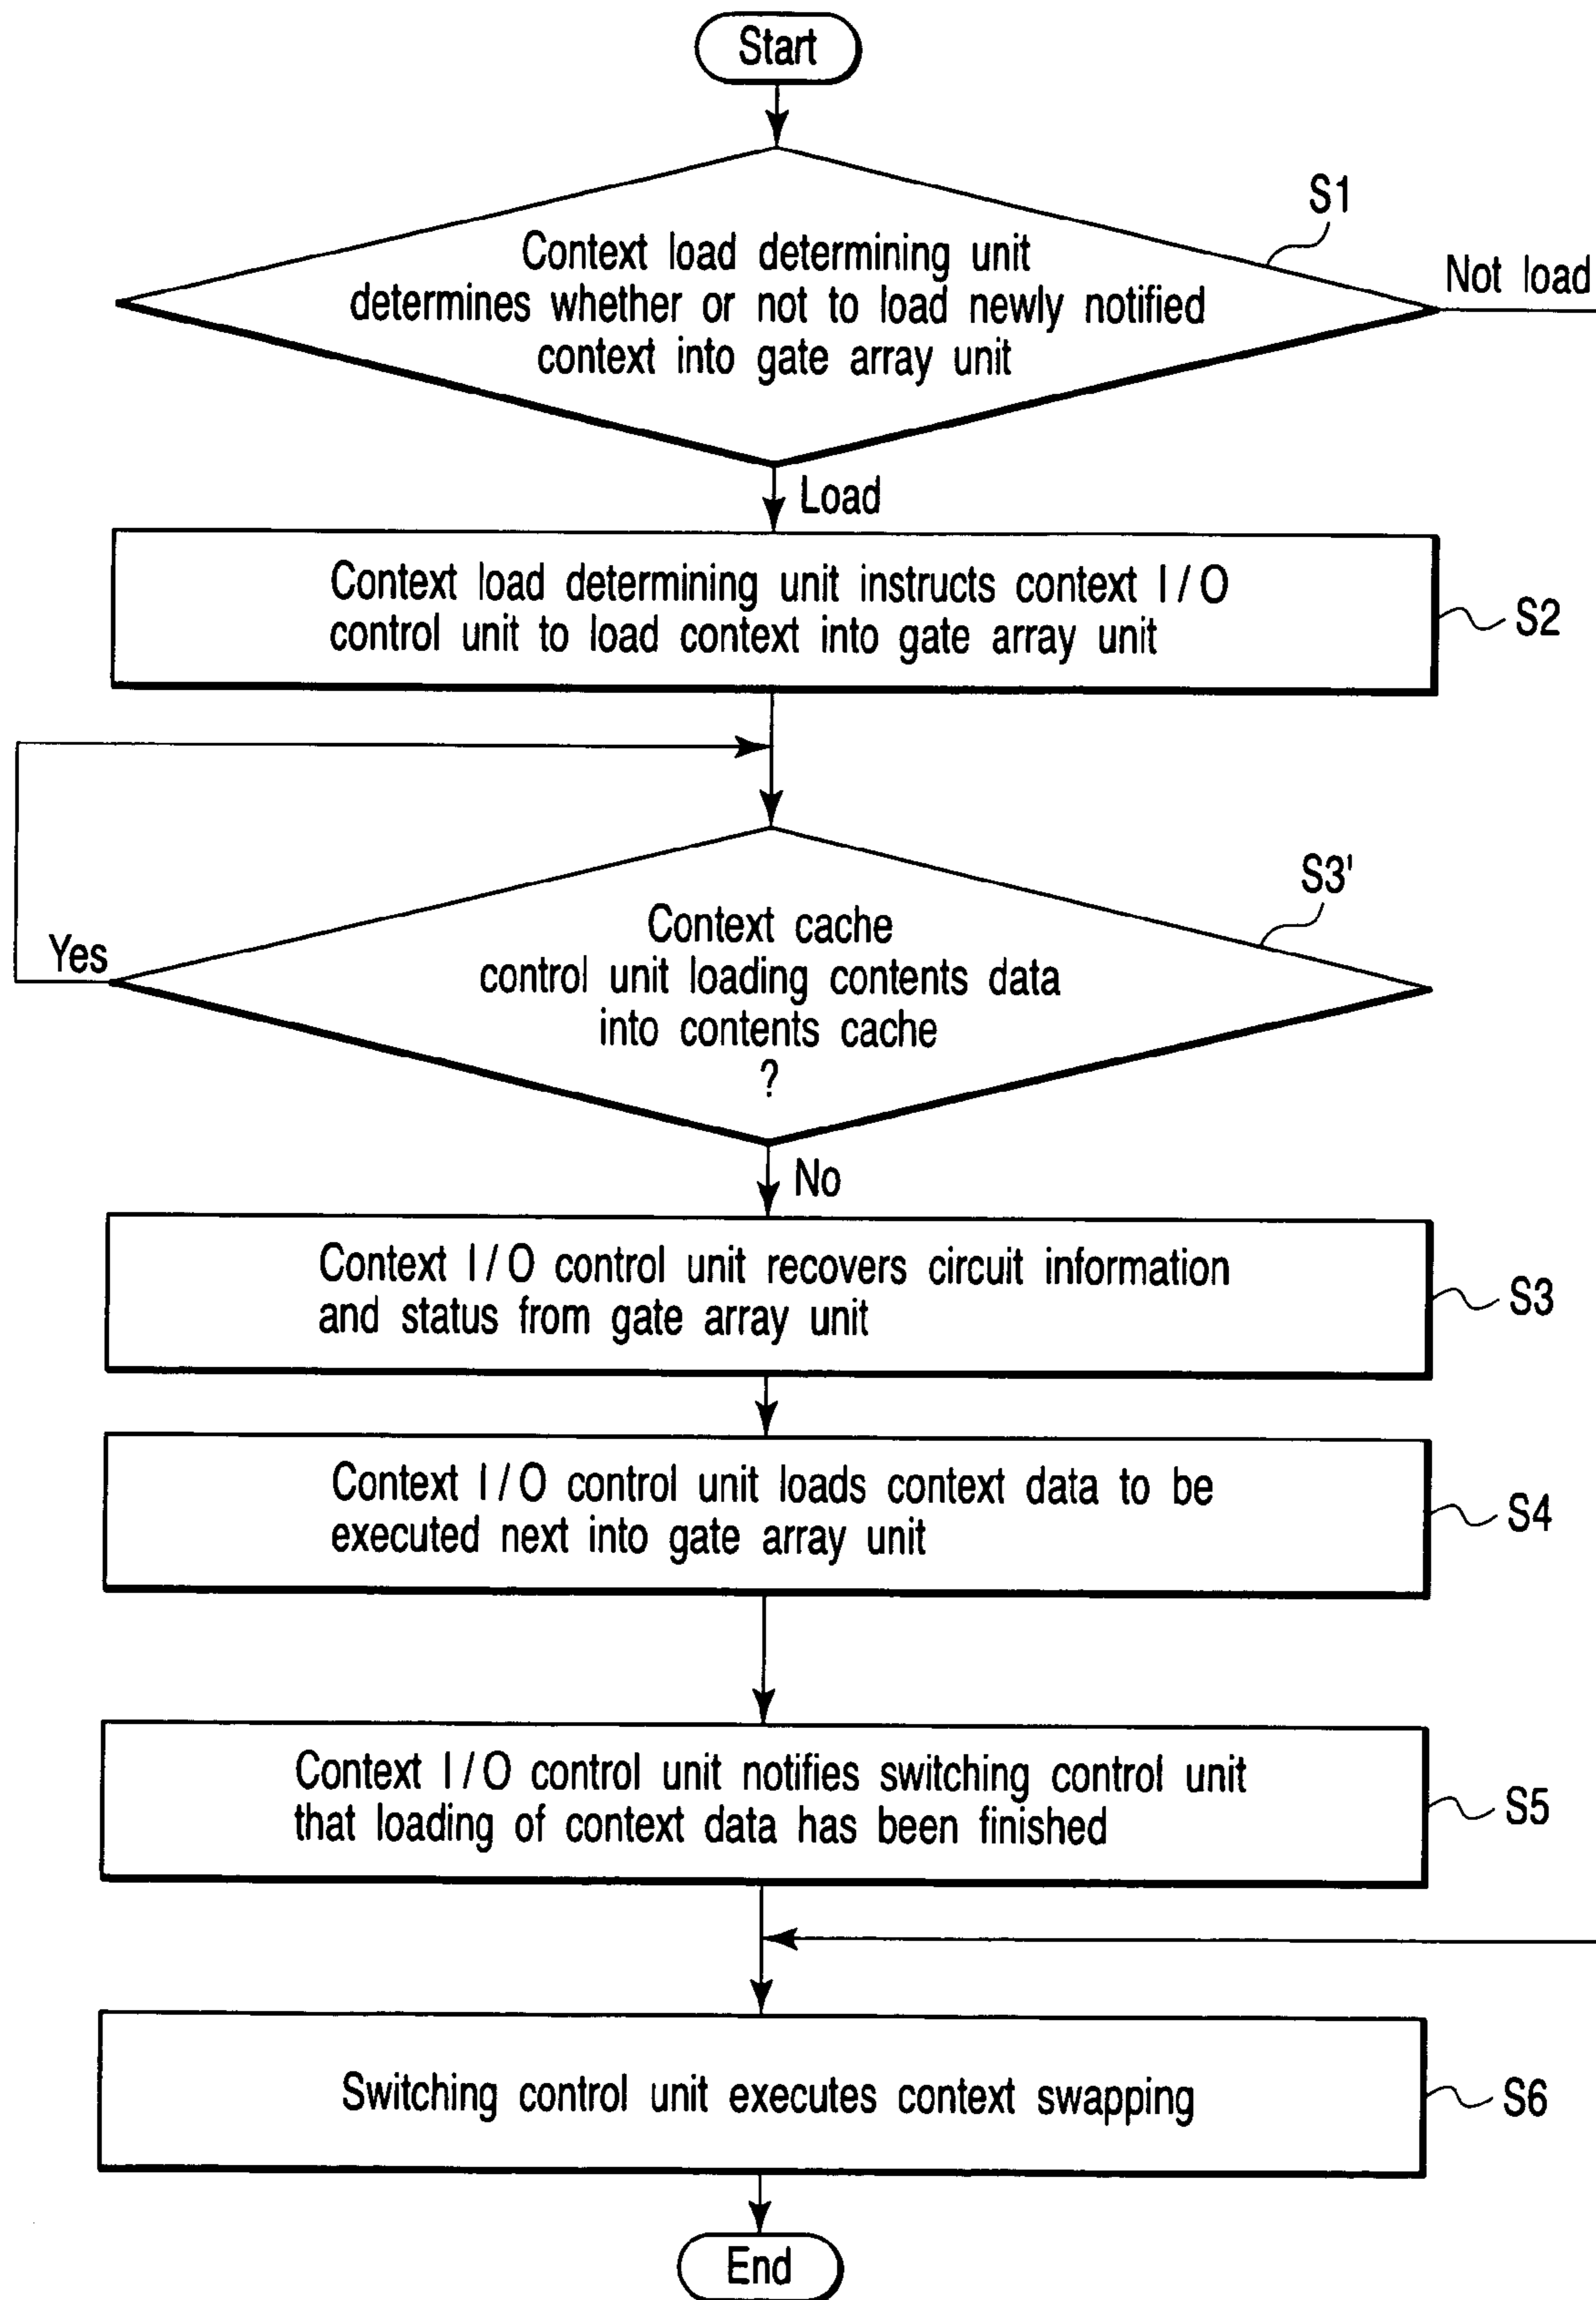 Start
S1
Context load determining unit
determines whether or not to load newly notified
context into gate array unit
Not load
Load
Context load determining unit instructs context I/O
control unit to load context into gate array unit
S2
S3'
Context cache
control unit loading contents data
into contents cache
?
Yes
No
Context I/O control unit recovers circuit information
and status from gate array unit
S3
Context I/O control unit loads context data to be
executed next into gate array unit
S4
Context I/O control unit notifies switching control unit
that loading of context data has been finished
S5
Switching control unit executes context swapping
S6
End